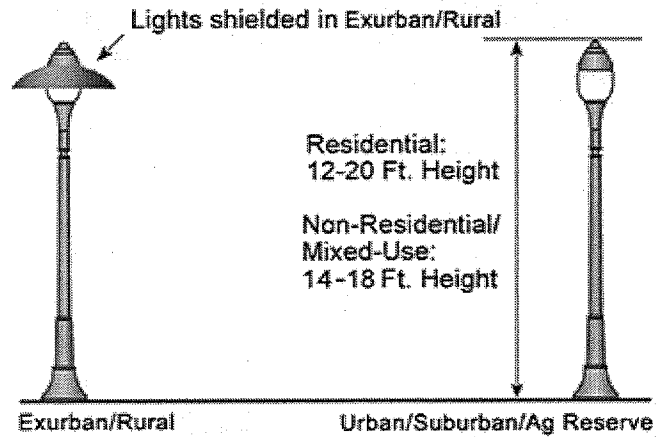 Lights shielded in Exurban/Rural
Residential:
12-20 Ft. Height
Non-Residential/
Mixed-Use:
14-18 Ft. Height
Exurban/Rural
Urban/Suburban/Ag Reserve